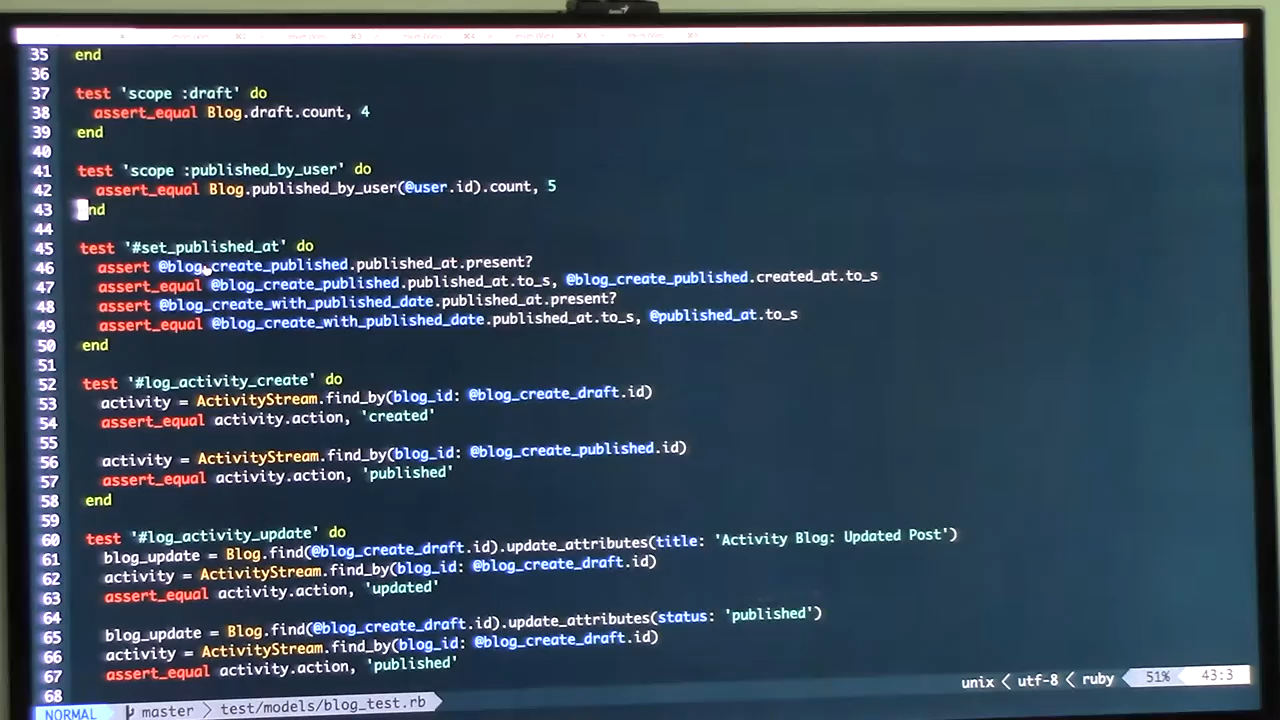 35 end
36
37 test 'scope :draft' do
38 assert_equal Blog.draft.count, 4
39 end
40
41 test 'scope :published_by_user' do
42 assert_equal Blog.published_by_user(@user.id).count, 5
43 end
44
45 test '#set_published_at' do
46 assert @blog_create_published.published_at.present?
47 assert_equal @blog_create_published.published_at.to_s, @blog_create_published.created_at.to_s
48 assert @blog_create_with_published_date.published_at.present?
49 assert_equal @blog_create_with_published_date.published_at.to_s, @published_at.to_s
50 end
51
52 test '#log_activity_create' do
53 activity = ActivityStream.find_by(blog_id: @blog_create_draft.id)
54 assert_equal activity.action, 'created'
55
56 activity = ActivityStream.find_by(blog_id: @blog_create_published.id)
57 assert_equal activity.action, 'published'
58 end
59
60 test '#log_activity_update' do
61 blog_update = Blog.find(@blog_create_draft.id).update_attributes(title: 'Activity Blog: Updated Post')
62 activity = ActivityStream.find_by(blog_id: @blog_create_draft.id)
63 assert_equal activity.action, 'updated'
64
65 blog_update = Blog.find(@blog_create_draft.id).update_attributes(status: 'published')
66 activity = ActivityStream.find_by(blog_id: @blog_create_draft.id)
67 assert_equal activity.action, 'published'
68
NORMAL master test/models/blog_test.rb unix < utf-8 < ruby 51% 43:3